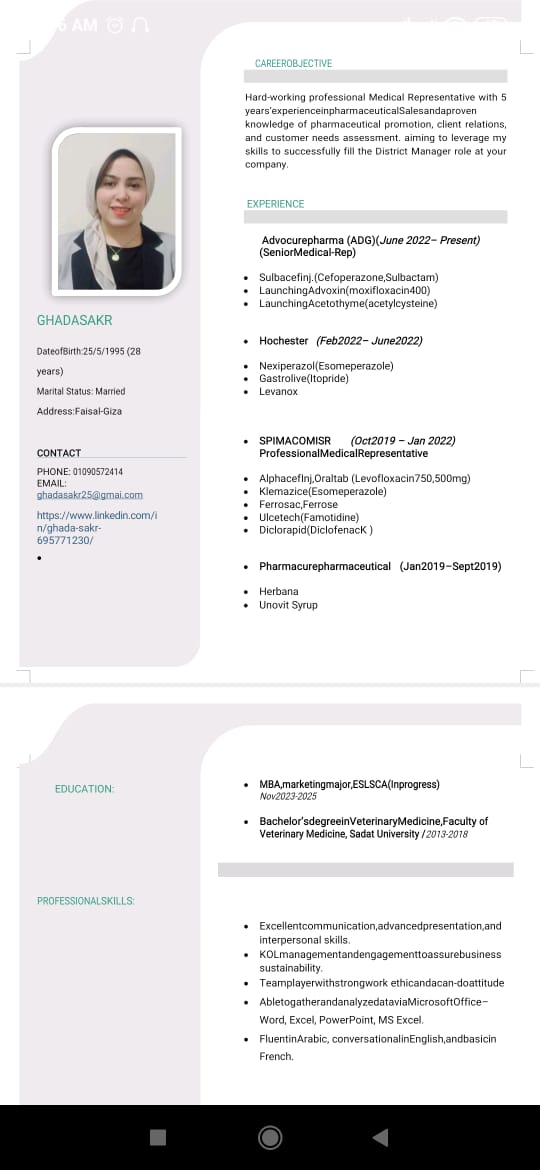 6 AM
CAREEROBJECTIVE
Hard-working professional Medical Representative with 5
years'experienceinpharmaceuticalSalesandaproven
knowledge of pharmaceutical promotion, client relations,
and customer needs assessment. aiming to leverage my
skills to successfully fill the District Manager role at your
company.
EXPERIENCE
Advocurepharma (ADG)(June 2022– Present)
(SeniorMedical-Rep)
• Sulbacefinj.(Cefoperazone,Sulbactam)
• LaunchingAdvoxin(moxifloxacin400)
• LaunchingAcetothyme(acetylcysteine)
• Hochester (Feb2022– June2022)
• Nexiperazol(Esomeperazole)
• Gastrolive(Itopride)
• Levanox
• SPIMACOMISR (Oct2019 – Jan 2022)
ProfessionalMedicalRepresentative
• AlphacefInj,Oraltab (Levofloxacin750,500mg)
• Klemazice(Esomeperazole)
• Ferrosac,Ferrose
• Ulcetech(Famotidine)
• Diclorapid(DiclofenacK )
• Pharmacurepharmaceutical (Jan2019–Sept2019)
• Herbana
• Unovit Syrup
GHADASAKR
DateofBirth:25/5/1995 (28
years)
Marital Status: Married
Address:Faisal-Giza
CONTACT
PHONE: 01090572414
EMAIL:
ghadasakr25@gmai.com
https://www.linkedin.com/i
n/ghada-sakr-
695771230/
•
EDUCATION:
• MBA,marketingmajor,ESLSCA(Inprogress)
Nov2023-2025
• Bachelor'sdegreeinVeterinaryMedicine,Faculty of
Veterinary Medicine, Sadat University /2013-2018
PROFESSIONALSKILLS:
• Excellentcommunication,advancedpresentation,and
interpersonal skills.
• KOLmanagementandengagementtoassurebusiness
sustainability.
• Teamplayerwithstrongwork ethicandacan-doattitude
• AbletogatherandanalyzedataviaMicrosoftOffice–
Word, Excel, PowerPoint, MS Excel.
• FluentinArabic, conversationalinEnglish,andbasicin
French.